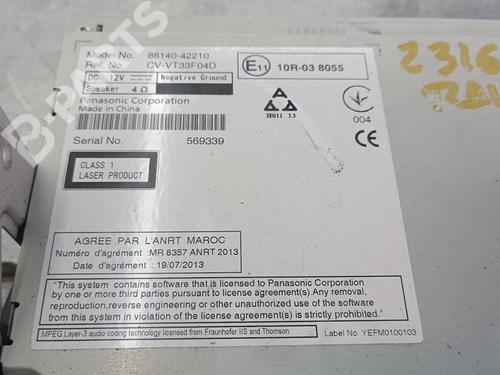 Model No. 86140-42210
Ref. No. CV-VT33F04D
DC 12V Negative Ground
Speaker 4 Ω
Panasonic Corporation
Made in China
E11 10R-03 8055
004
Serial No. 569339
CLASS 1
LASER PRODUCT
AGREE PAR L'ANRT MAROC
Numéro d'agrément :MR 8357 ANRT 2013
Date d'agrément : 19/07/2013
"This system contains software that is licensed to Panasonic Corporation
by one or more third parties pursuant to license agreement(s).Any removal,
reproduction,reverse engineering or other unauthorized use of the software
from this system in violation of the license agreement(s) is strictly prohibited."
MPEG Layer-3 audio coding technology licensed from Fraunhofer IIS and Thomson.
Label No. YEFM0100103
B-PARTS